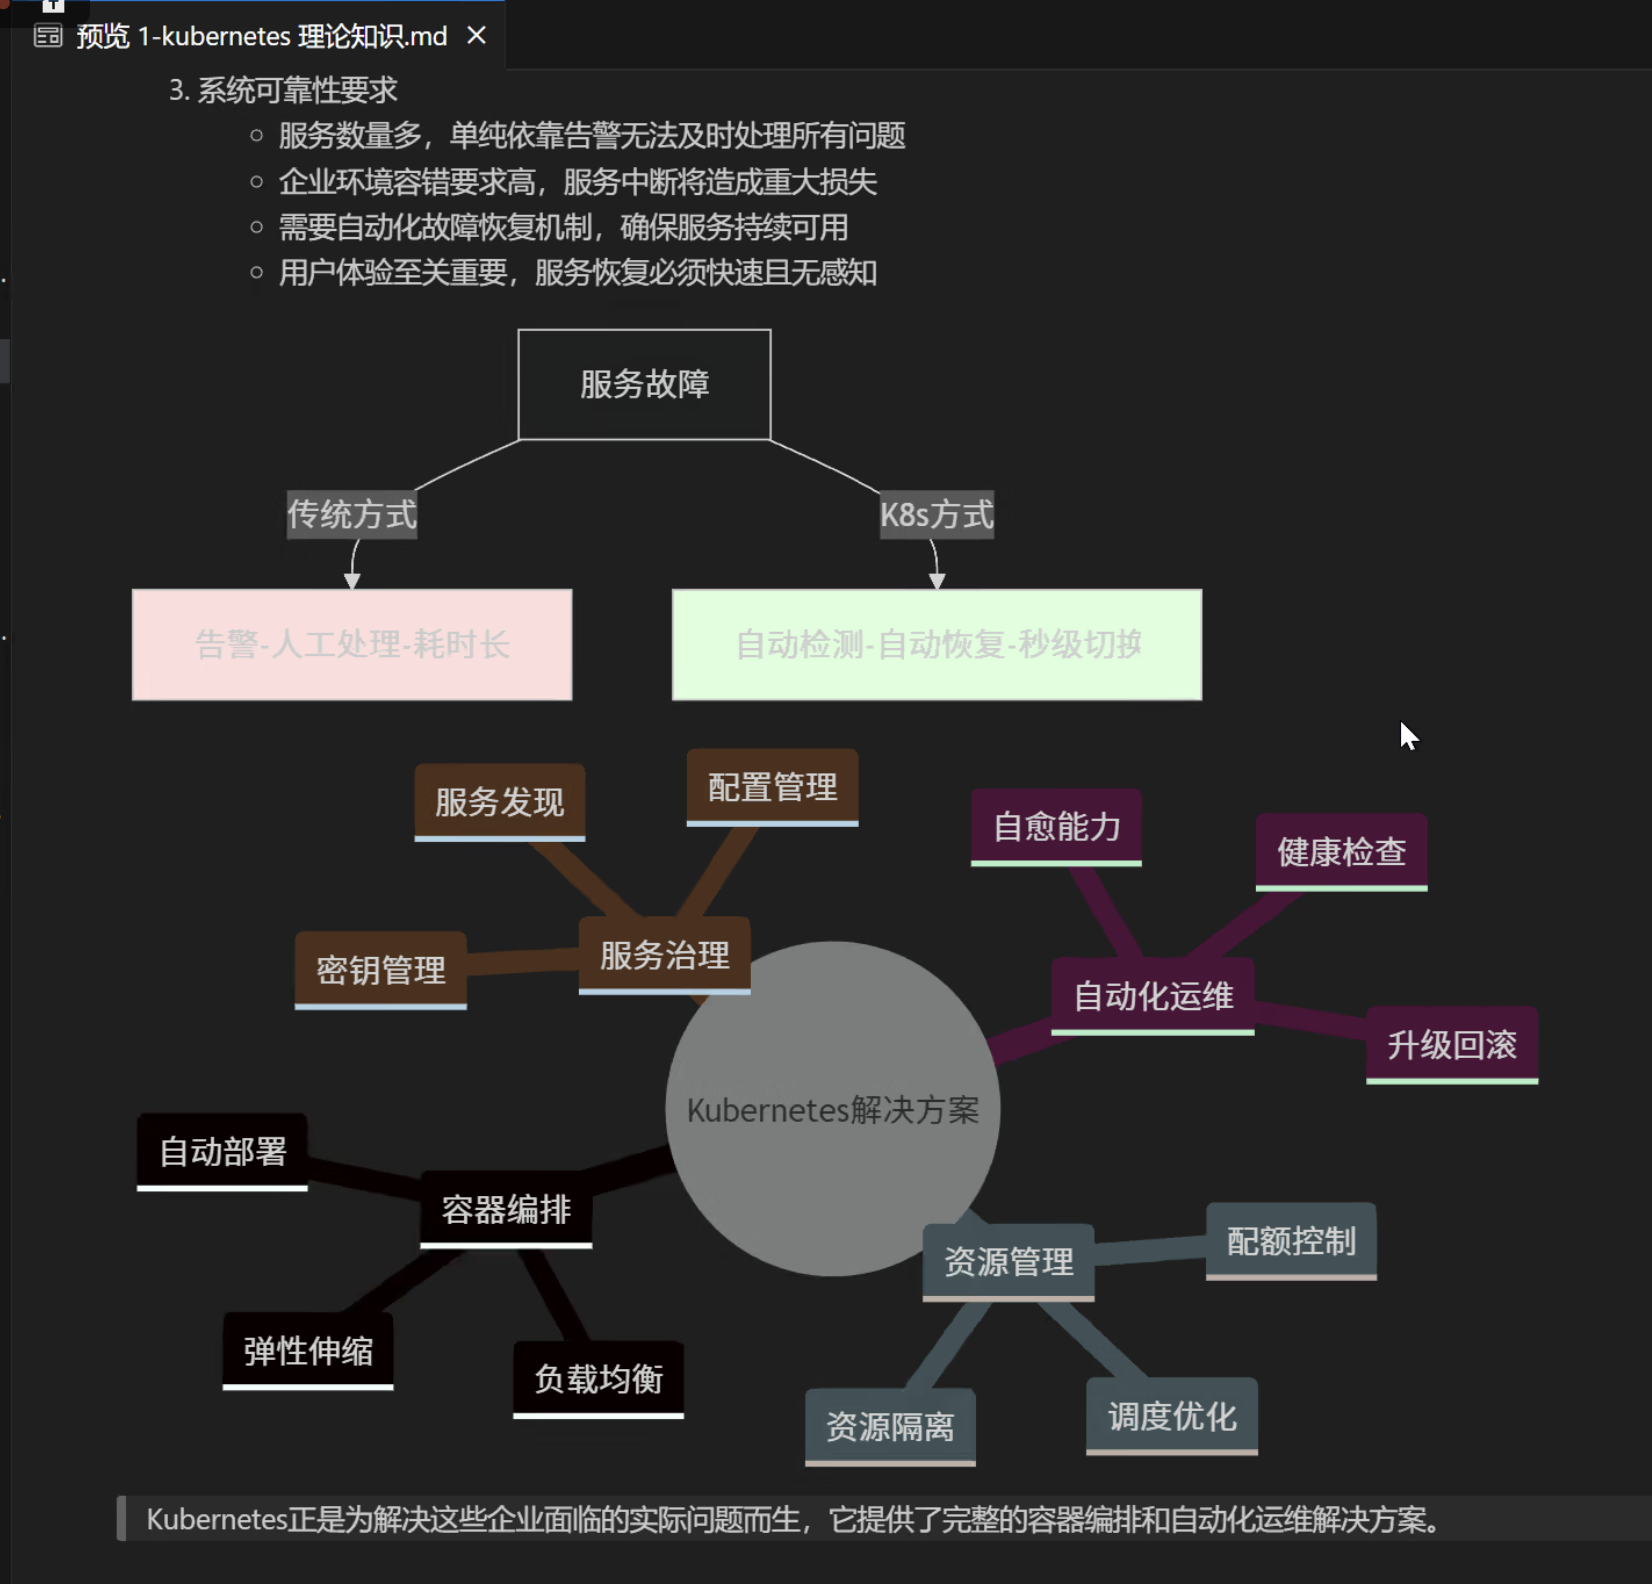 预览 1-kubernetes 理论知识.md
3. 系统可靠性要求
服务数量多，单纯依靠告警无法及时处理所有问题
企业环境容错要求高，服务中断将造成重大损失
需要自动化故障恢复机制，确保服务持续可用
用户体验至关重要，服务恢复必须快速且无感知
服务故障
传统方式
K8s方式
告警-人工处理-耗时长
自动检测-自动恢复-秒级切换
服务发现
配置管理
自愈能力
健康检查
密钥管理
服务治理
自动化运维
升级回滚
Kubernetes解决方案
自动部署
容器编排
资源管理
配额控制
弹性伸缩
负载均衡
资源隔离
调度优化
Kubernetes正是为解决这些企业面临的实际问题而生，它提供了完整的容器编排和自动化运维解决方案。